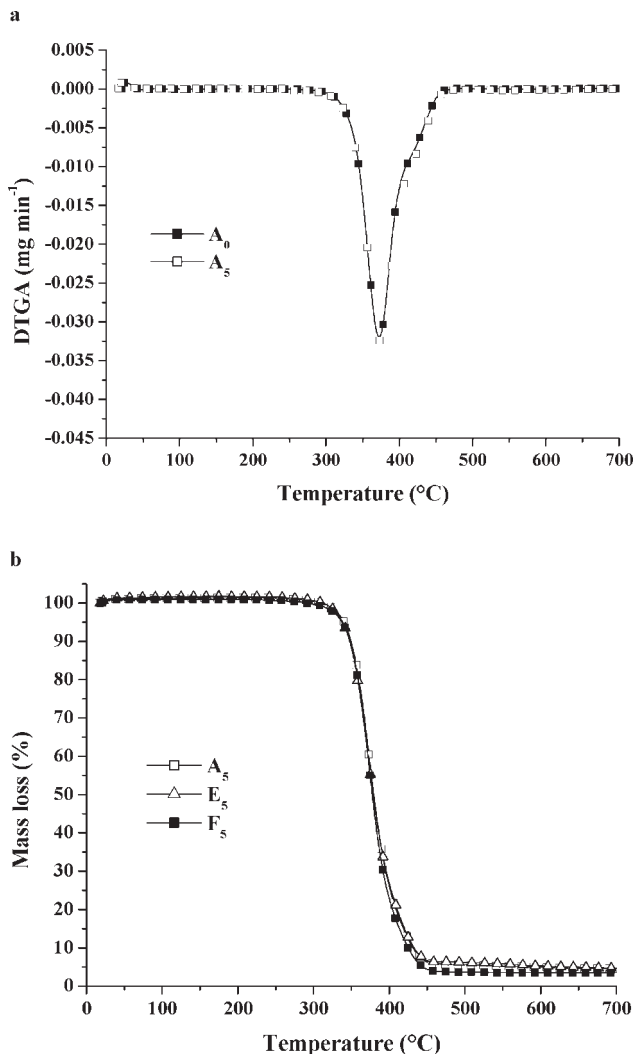 a
0.005
0.000
-0.005
-0.010
-0.015
-0.020
-0.025
-0.030
-0.035
-0.040
-0.045
DTGA (mg min⁻¹)
A₀
A₅
0 100 200 300 400 500 600 700
Temperature (°C)
b
100
90
80
70
60
50
40
30
20
10
0
Mass loss (%)
A₅
E₅
F₅
0 100 200 300 400 500 600 700
Temperature (°C)